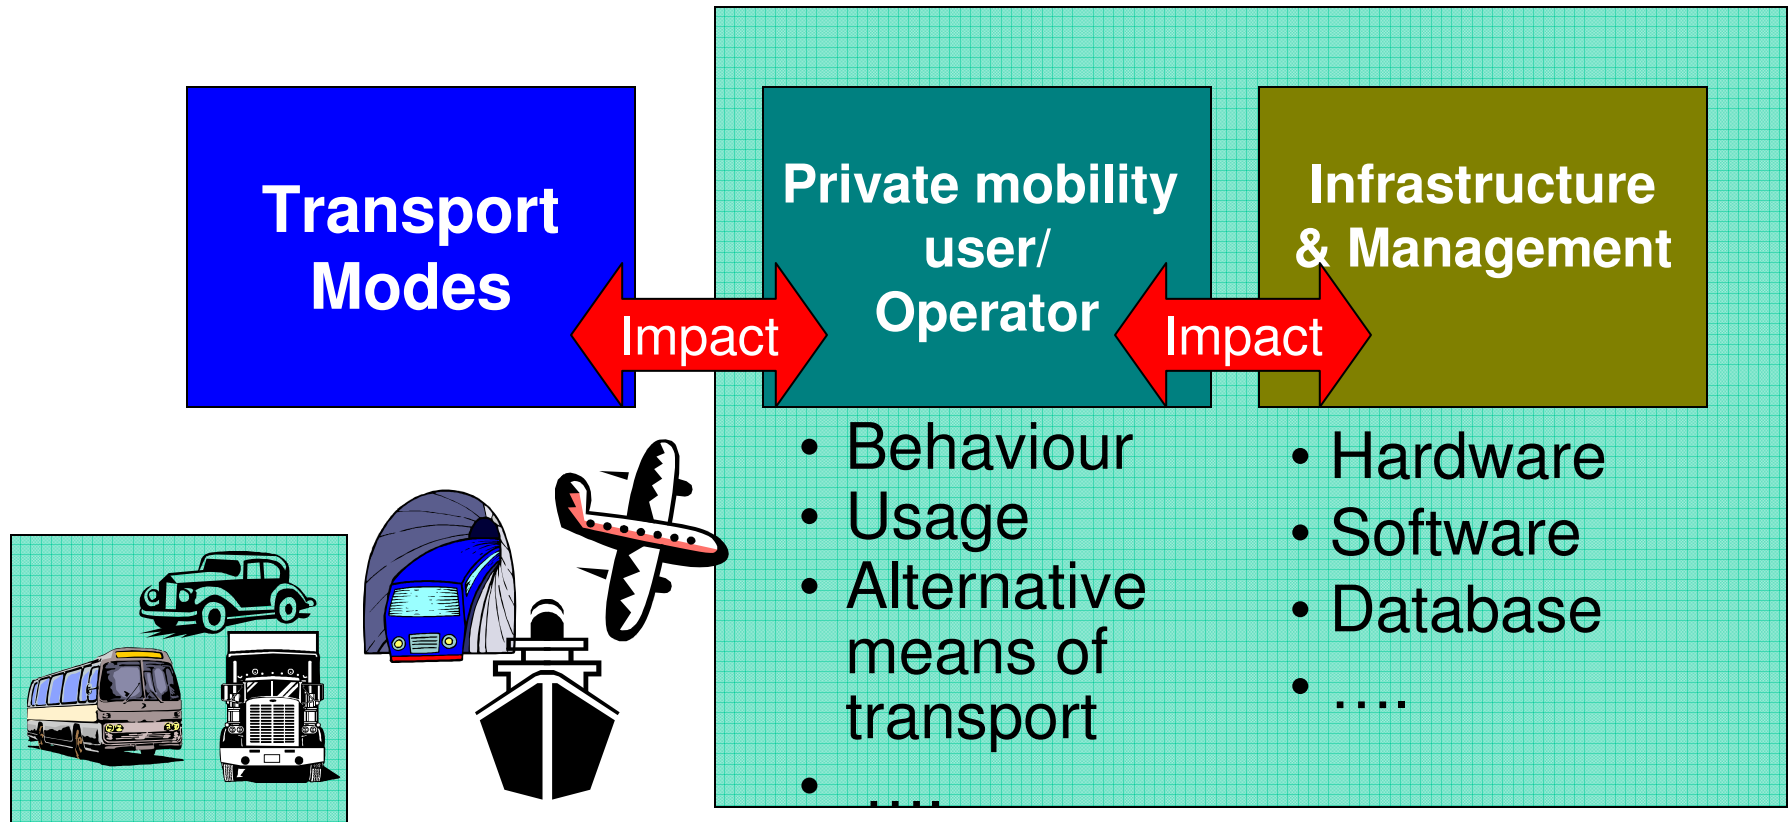 Transport
Modes
Impact
Private mobility
user/
Operator
Impact
Infrastructure
& Management
• Behaviour
• Usage
• Alternative
means of
transport
• ....
• Hardware
• Software
• Database
• ....